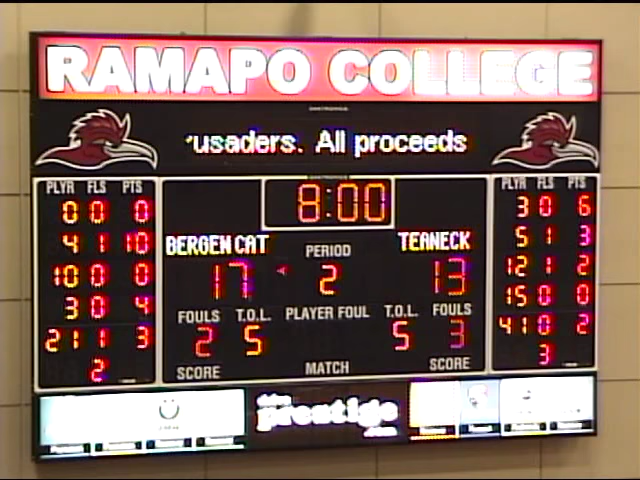 RAMAPO COLLEGE
usaders. All proceeds
PLYR FLS PTS
0 0 0
4 1 10
10 0 0
3 0 4
21 1 3
2
8:00
BERGEN CAT PERIOD TEANECK
17 2 13
FOULS T.O.L. PLAYER FOUL T.O.L. FOULS
2 5 5 3
SCORE MATCH SCORE
PLYR FLS PTS
3 0 6
5 1 3
12 1 2
15 0 0
41 0 2
3
prestige